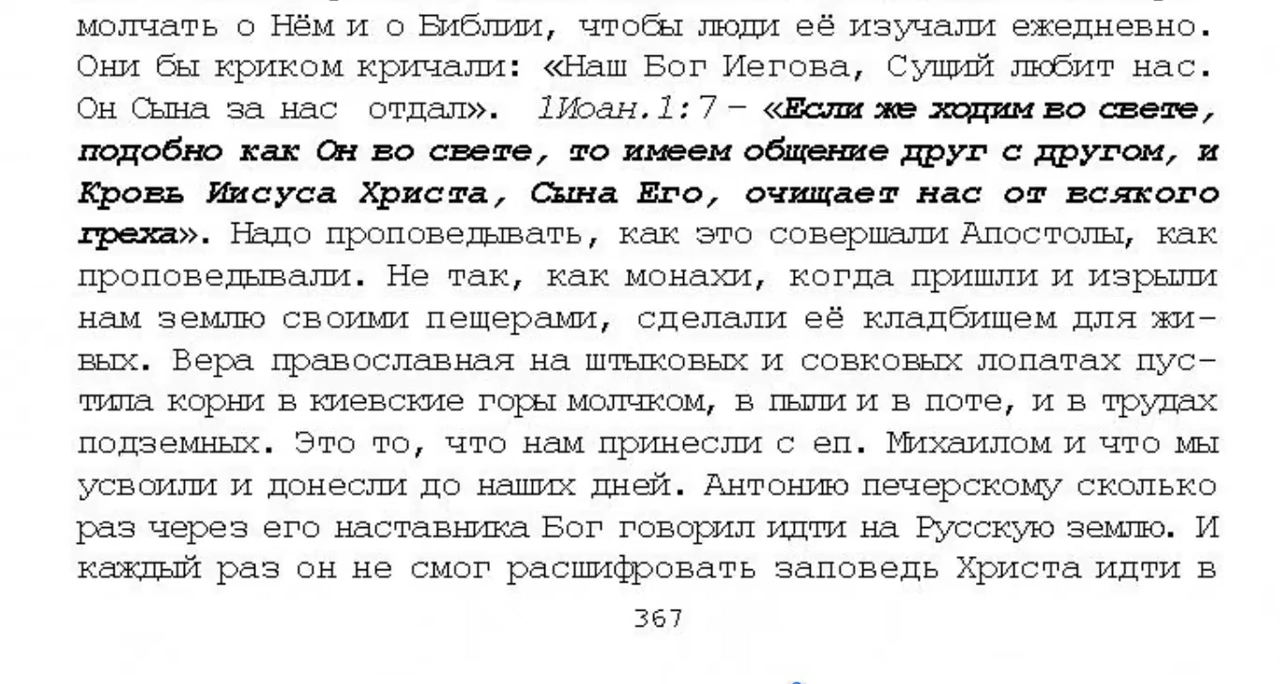 молчать о Нём и о Библии, чтобы люди её изучали ежедневно.
Они бы криком кричали: «Наш Бог Иегова, Сущий любит нас.
Он Сына за нас отдал». 1Иоан.1:7 – «Если же ходим во свете,
подобно как Он во свете, то имеем общение друг с другом, и
Кровь Иисуса Христа, Сына Его, очищает нас от всякого
греха». Надо проповедывать, как это совершали Апостолы, как
проповедывали. Не так, как монахи, когда пришли и изрыли
нам землю своими пещерами, сделали её кладбищем для жи-
вых. Вера православная на штыковых и совковых лопатах пус-
тила корни в киевские горы молчком, в пыли и в поте, и в трудах
подземных. Это то, что нам принесли с еп. Михаилом и что мы
усвоили и донесли до наших дней. Антонию печерскому сколько
раз через его наставника Бог говорил идти на Русскую землю. И
каждый раз он не смог расшифровать заповедь Христа идти в
367